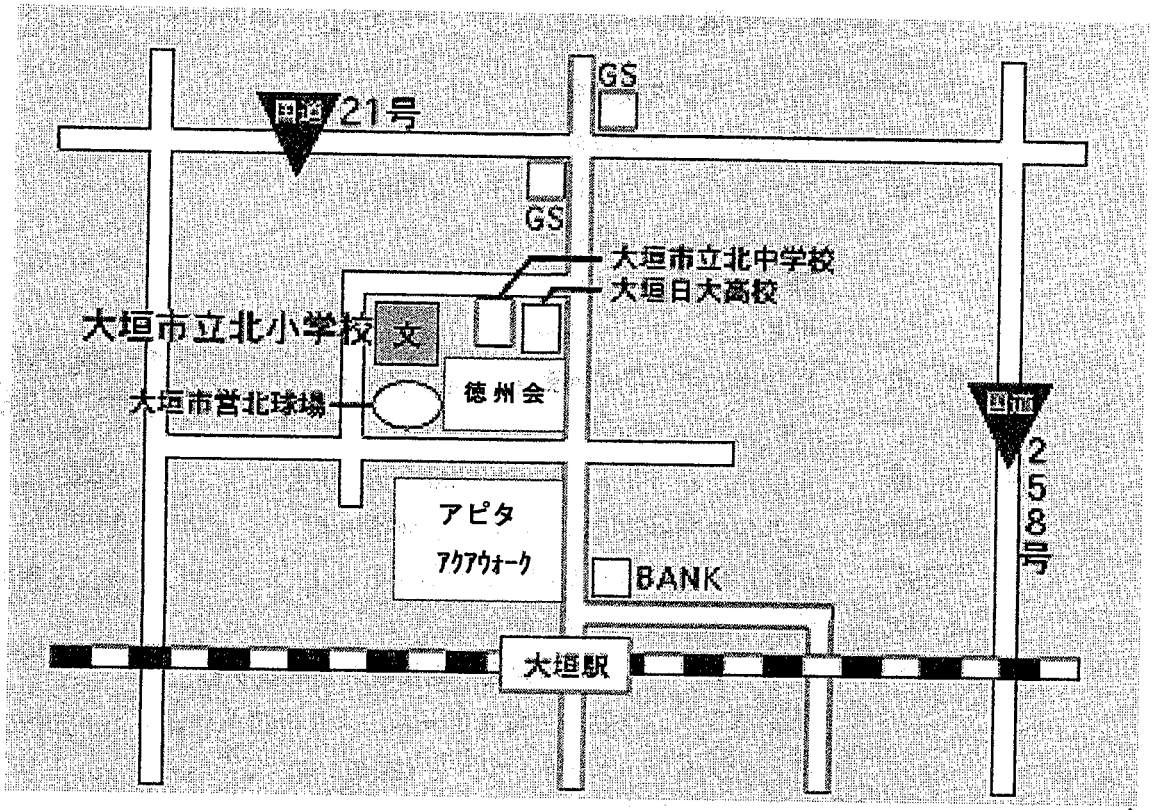 GS
国道 21号
GS
大垣市立北中学校
大垣日大高校
大垣市立北小学校 文
大垣市営北球場
徳州会
国道 258号
アピタ
アクアウォーク
BANK
大垣駅